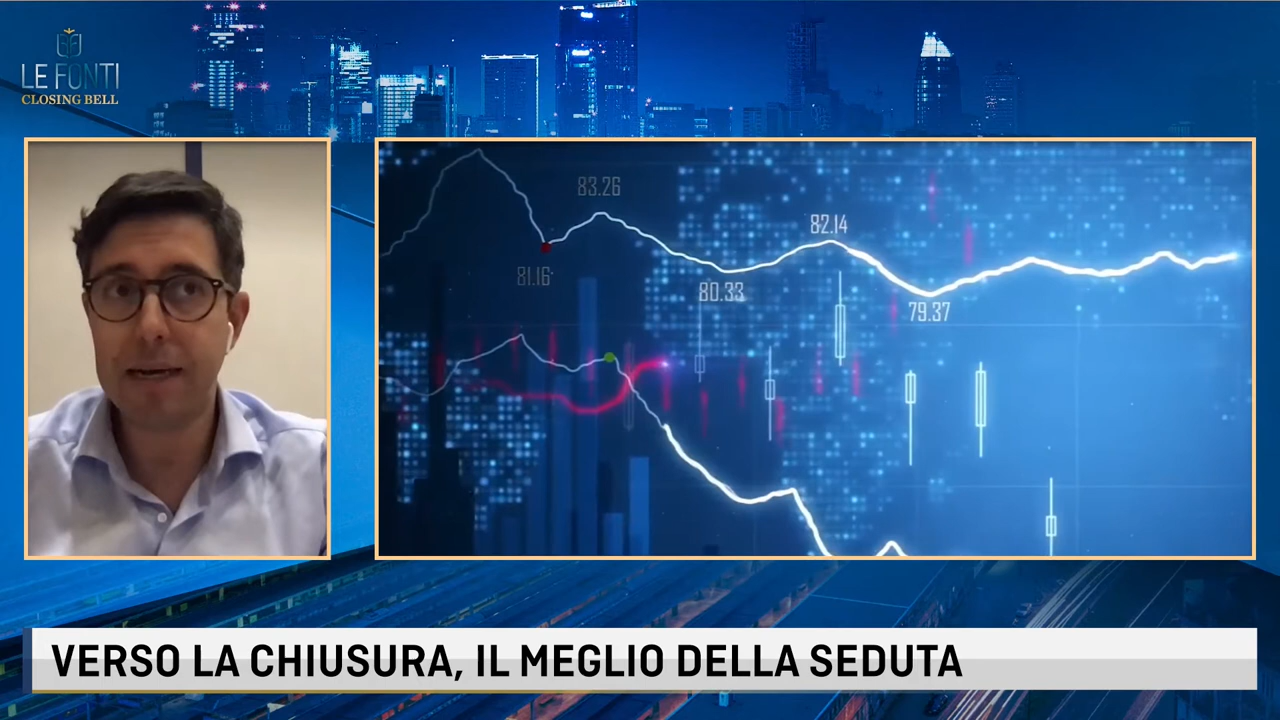 LE FONTI
CLOSING BELL
83.26
82.14
81.16
80.33
79.37
VERSO LA CHIUSURA, IL MEGLIO DELLA SEDUTA